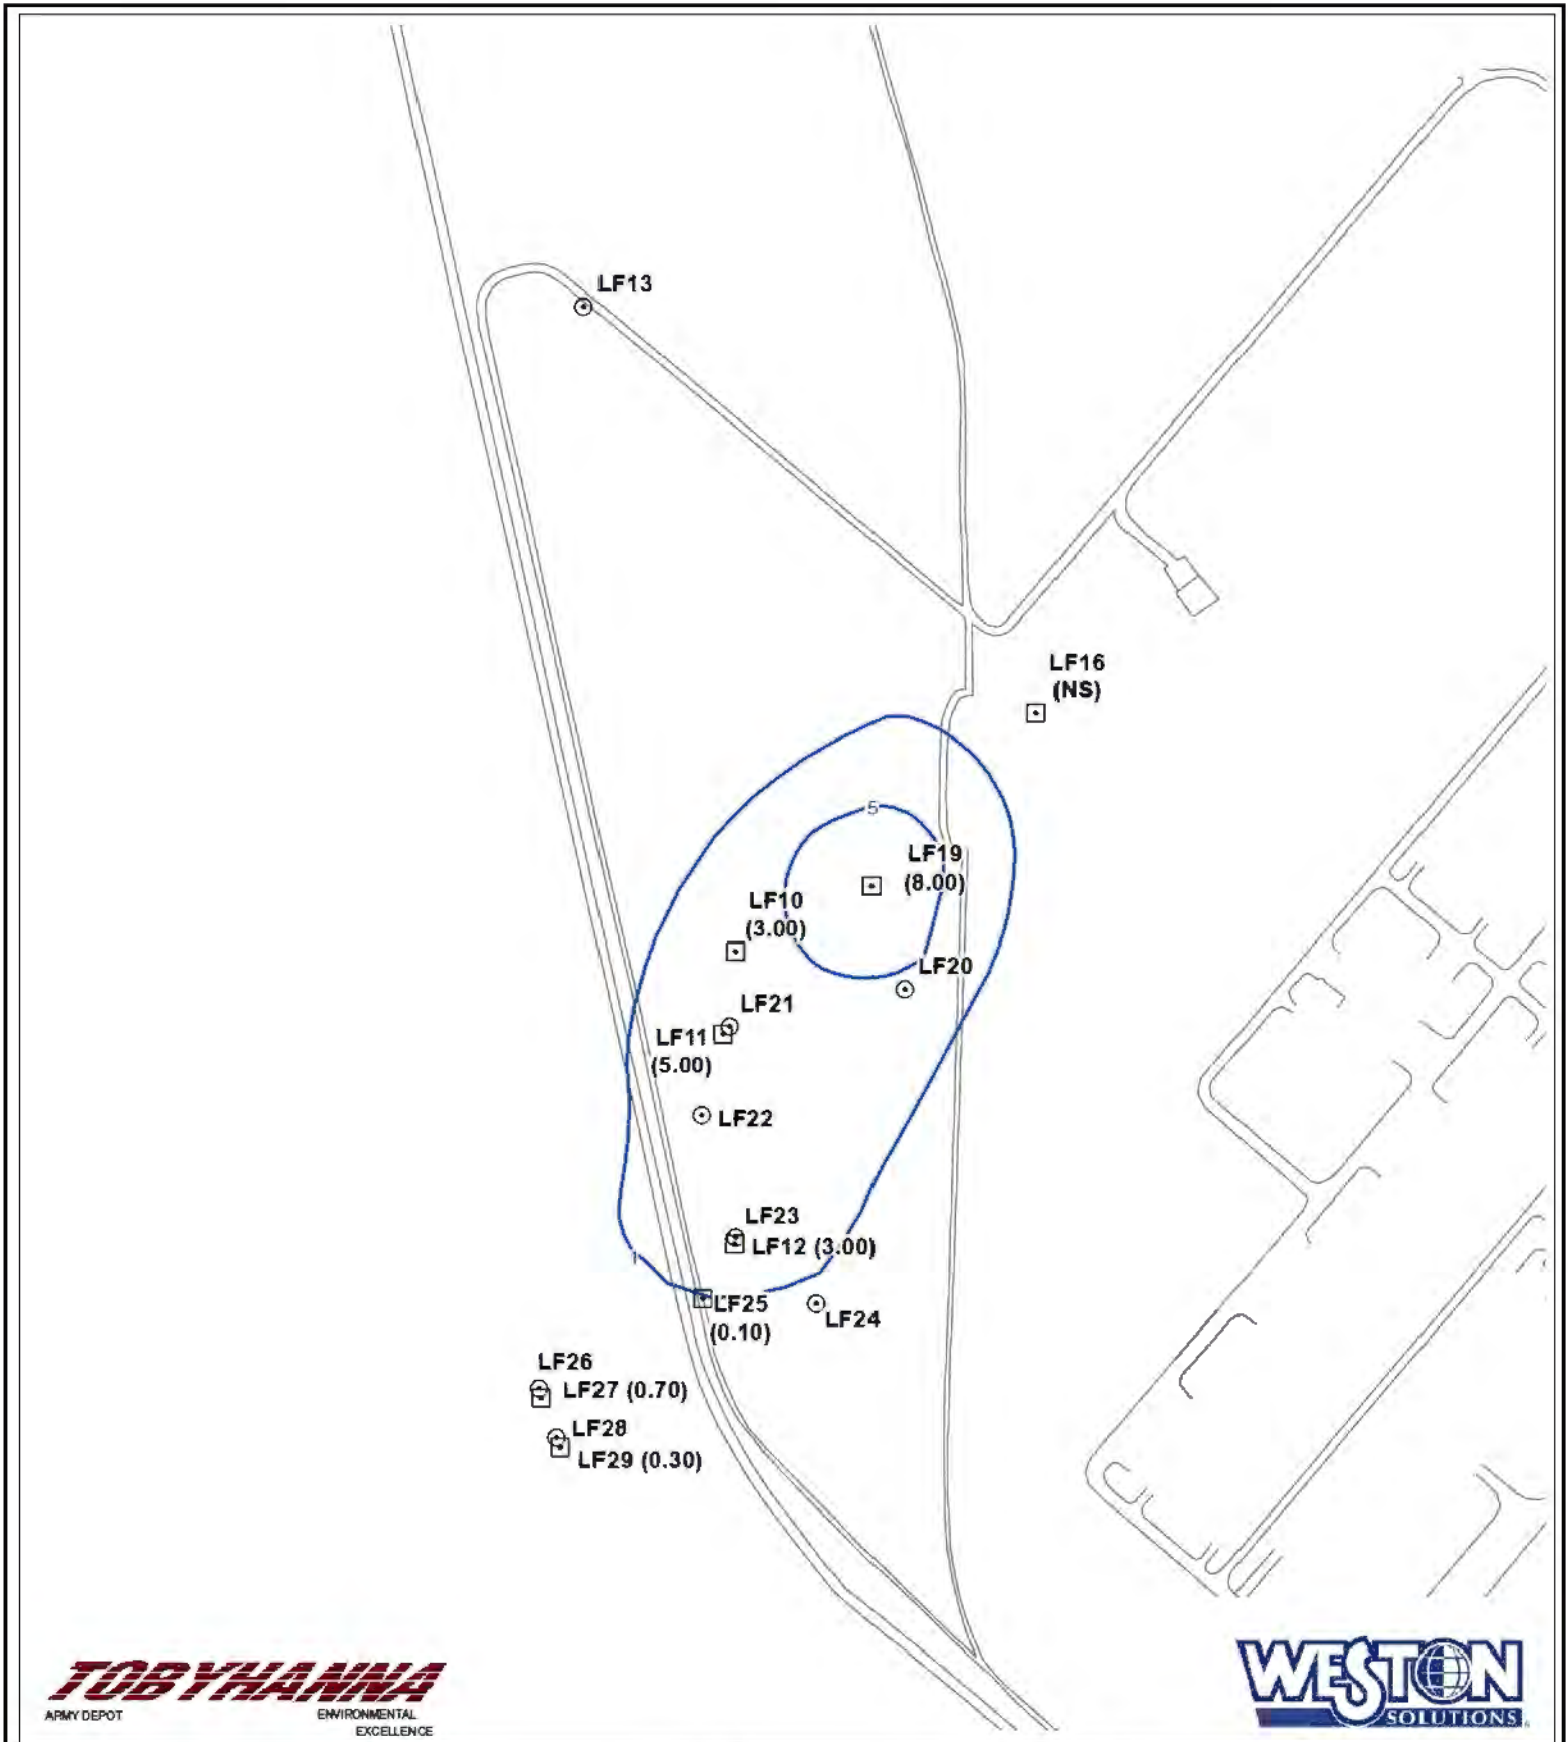 LF13
LF16
(NS)
5
LF19
(8.00)
LF10
(3.00)
LF20
LF21
LF11
(5.00)
LF22
LF23
LF12 (3.00)
1
LF25
(0.10)
LF24
LF26
LF27 (0.70)
LF28
LF29 (0.30)
TOBYHANNA
ARMY DEPOT
ENVIRONMENTAL
EXCELLENCE
WESTON
SOLUTIONS